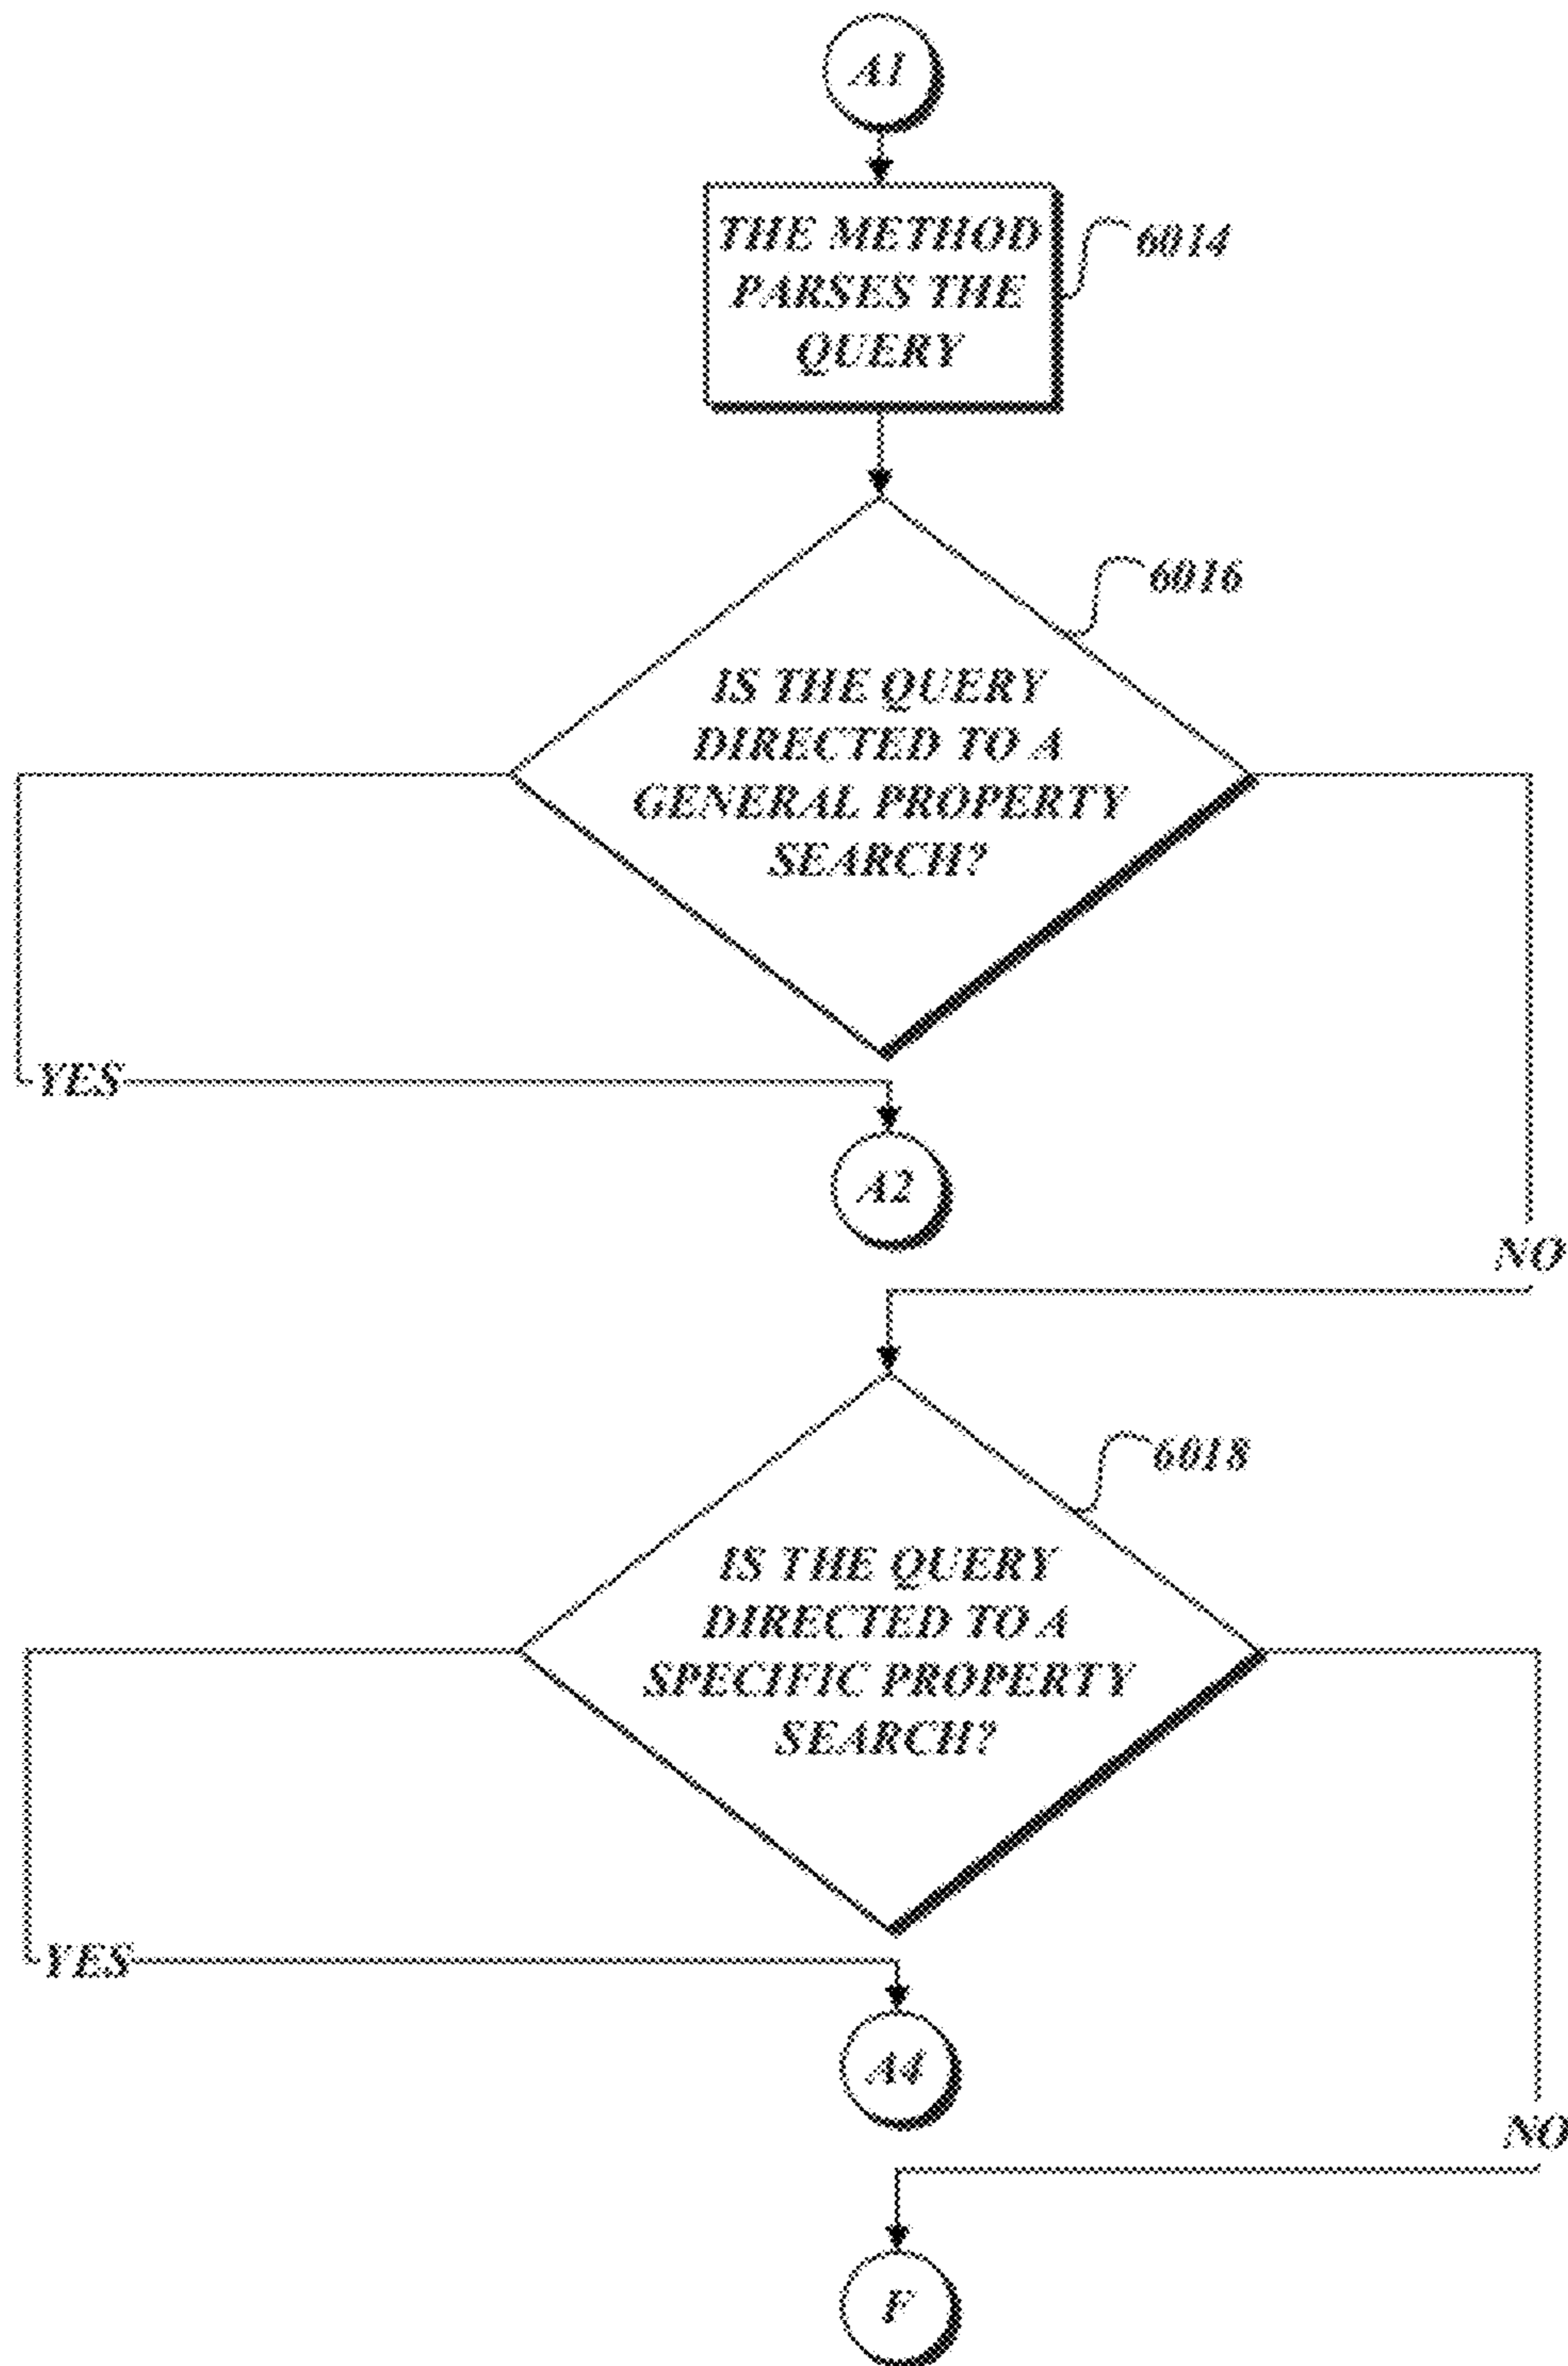 A1
THE METHOD
PARSES THE
QUERY
6014
6016
IS THE QUERY
DIRECTED TO A
GENERAL PROPERTY
SEARCH?
YES
A2
NO
6018
IS THE QUERY
DIRECTED TO A
SPECIFIC PROPERTY
SEARCH?
YES
A4
NO
F